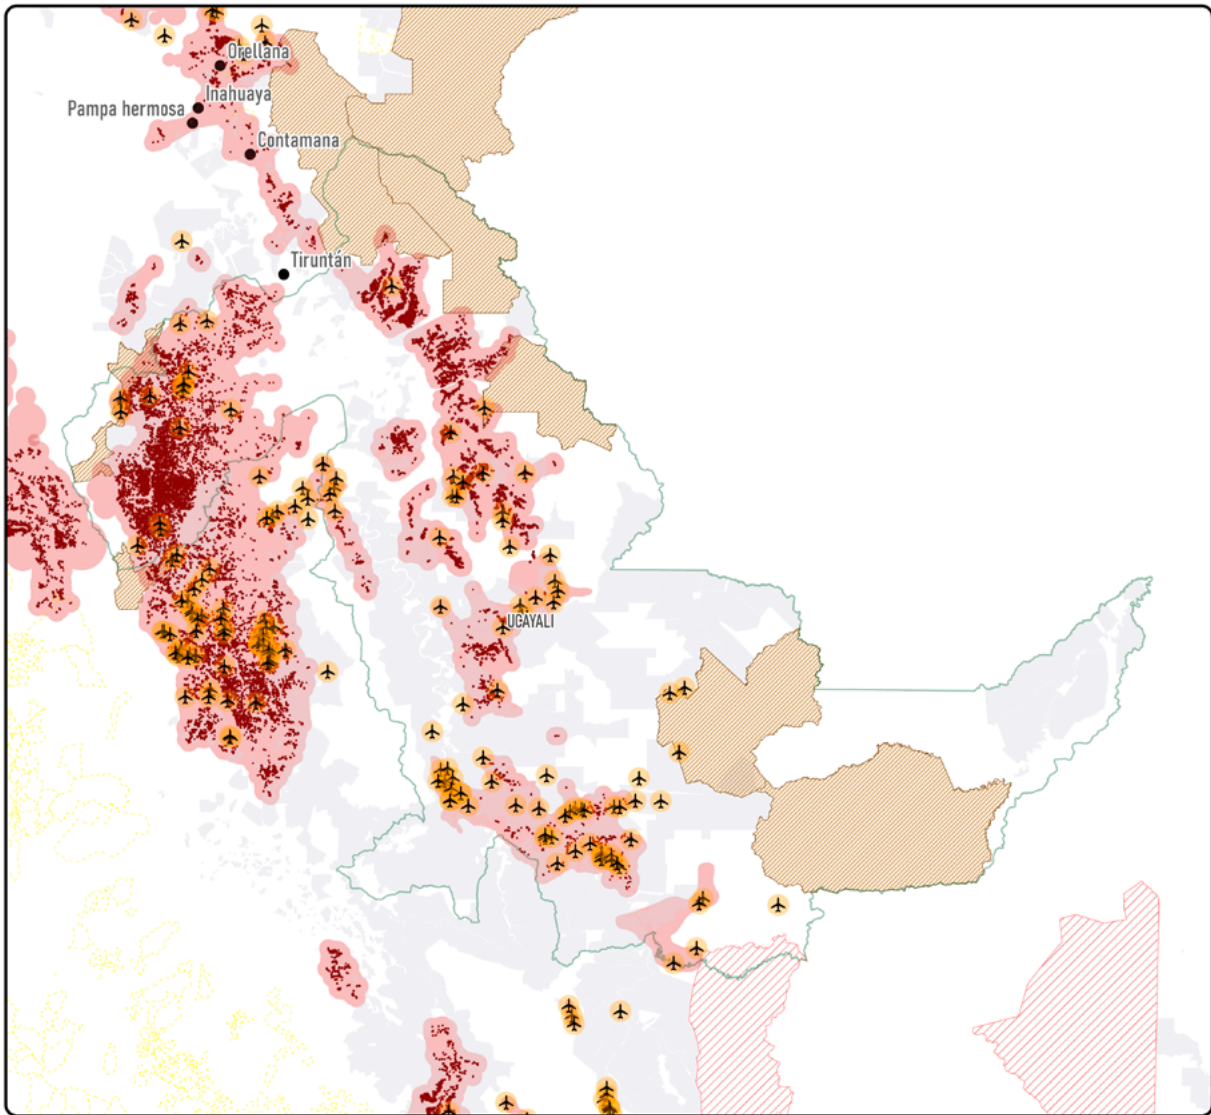 Orellana
Inahuaya
Pampa hermosa
Contamana
Tiruntán
UCAYALI